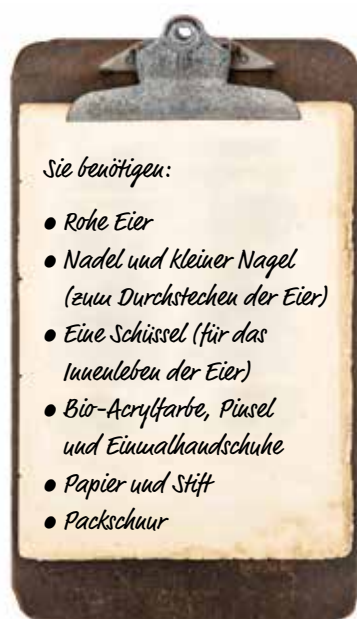 Sie benötigen:
● Rohe Eier
● Nadel und kleiner Nagel
(zum Durchstechen der Eier)
● Eine Schüssel (für das
Innenleben der Eier)
● Bio-Acrylfarbe, Pinsel
und Einmalhandschuhe
● Papier und Stift
● Packschnur